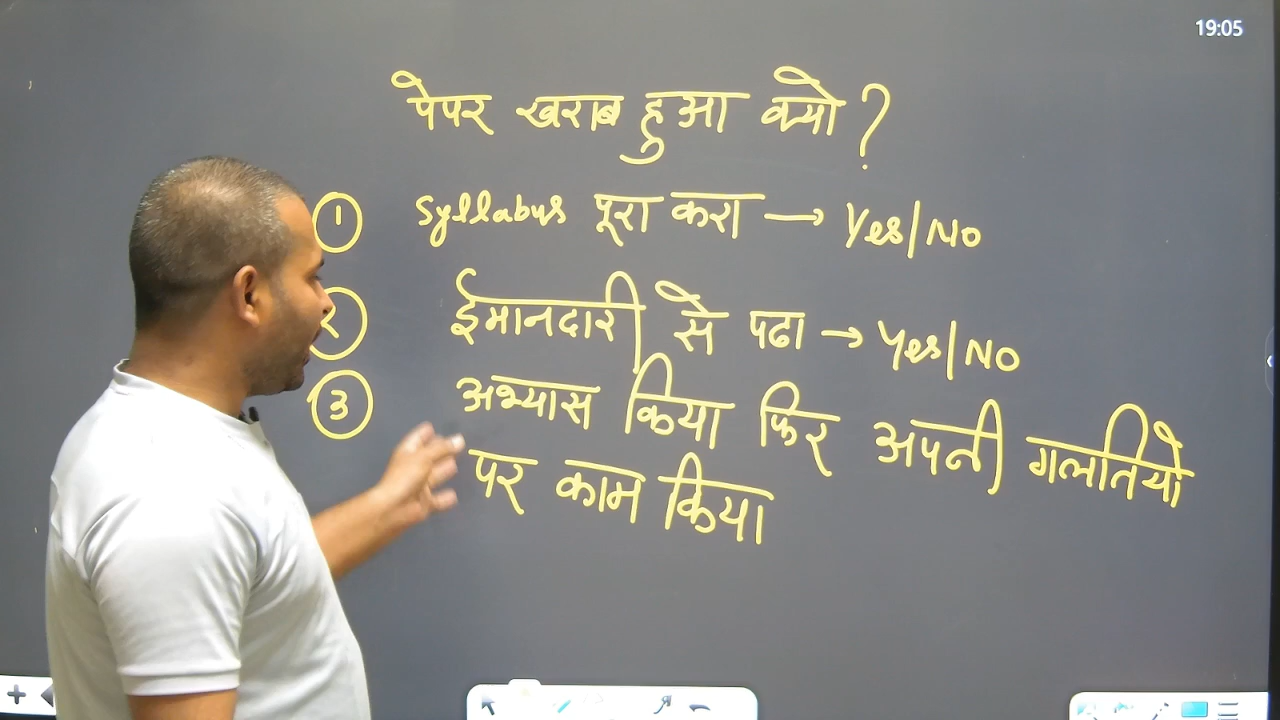 19:05
पेपर खराब हुआ क्यो?
① Syllabus पूरा करा → Yes/No
② ईमानदारी से पढा → Yes/No
③ अभ्यास किया फिर अपनी गलतियो
पर काम किया